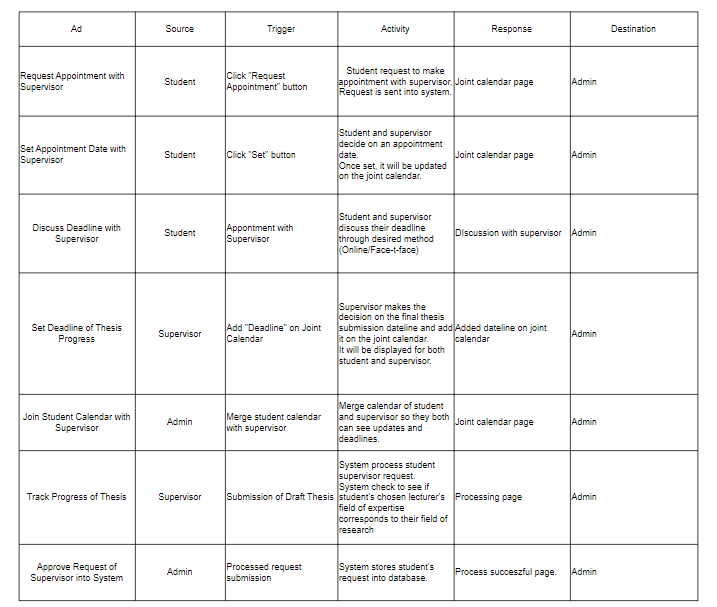 Ad Source Trigger Activity Response Destination
Request Appointment with
Supervisor
Student
Click "Request
Appointment" button
Student request to make
appointment with supervisor.
Request is sent into system.
Joint calendar page
Admin
Set Appointment Date with
Supervisor
Student
Click "Set" button
Student and supervisor
decide on an appointment
date.
Once set, it will be updated
on the joint calendar.
Joint calendar page
Admin
Discuss Deadline with
Supervisor
Student
Appontment with
Supervisor
Student and supervisor
discuss their deadline
through desired method
(Online/Face-t-face)
DIscussion with supervisor
Admin
Set Deadline of Thesis
Progress
Supervisor
Add "Deadline" on Joint
Calendar
Supervisor makes the
decision on the final thesis
submission dateline and add
it on the joint calendar.
It will be displayed for both
student and supervisor.
Added dateline on joint
calendar
Admin
Join Student Calendar with
Supervisor
Admin
Merge student calendar
with supervisor
Merge calendar of student
and supervisor so they both
can see updates and
deadlines.
Joint calendar page
Admin
Track Progress of Thesis
Supervisor
Submission of Draft Thesis
System process student
supervisor request.
System check to see if
student's chosen lecturer's
field of expertise
corresponds to their field of
research
Processing page
Admin
Approve Request of
Supervisor into System
Admin
Processed request
submission
System stores student's
request into database.
Process succeszful page.
Admin